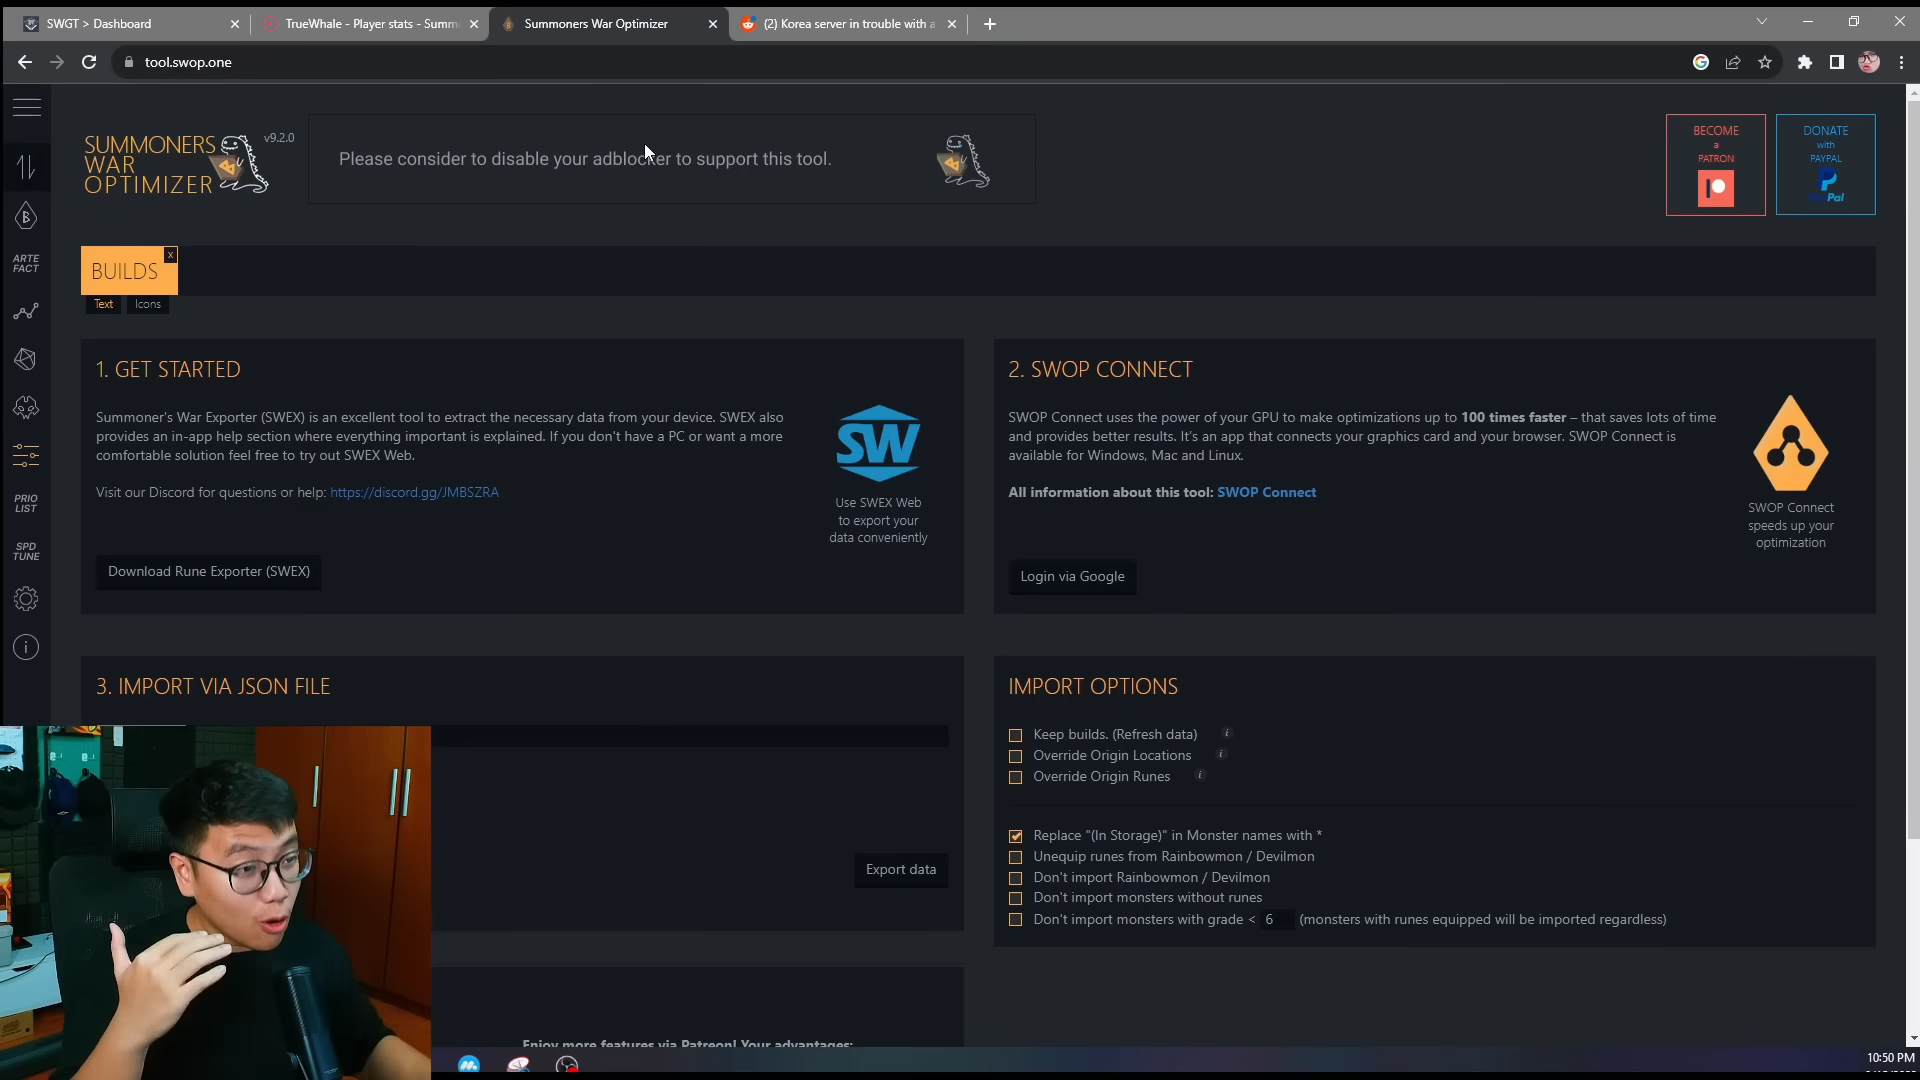 SWGT > Dashboard
TrueWhale - Player stats - Summ
Summoners War Optimizer
(2) Korea server in trouble with a
tool.swop.one
SUMMONERS
WAR
OPTIMIZER
v9.2.0
Please consider to disable your adblocker to support this tool.
BECOME
a
PATRON
DONATE
with
PAYPAL
Pal
ARTE
FACT
PRIO
LIST
SPD
TUNE
BUILDS
x
Text
Icons
1. GET STARTED
Summoner's War Exporter (SWEX) is an excellent tool to extract the necessary data from your device. SWEX also
provides an in-app help section where everything important is explained. If you don't have a PC or want a more
comfortable solution feel free to try out SWEX Web.
Visit our Discord for questions or help: https://discord.gg/JMBSZRA
SW
Use SWEX Web
to export your
data conveniently
Download Rune Exporter (SWEX)
2. SWOP CONNECT
SWOP Connect uses the power of your GPU to make optimizations up to 100 times faster – that saves lots of time
and provides better results. It's an app that connects your graphics card and your browser. SWOP Connect is
available for Windows, Mac and Linux.
All information about this tool: SWOP Connect
SWOP Connect
speeds up your
optimization
Login via Google
3. IMPORT VIA JSON FILE
Export data
IMPORT OPTIONS
Keep builds. (Refresh data) i
Override Origin Locations i
Override Origin Runes i
Replace "(In Storage)" in Monster names with *
Unequip runes from Rainbowmon / Devilmon
Don't import Rainbowmon / Devilmon
Don't import monsters without runes
Don't import monsters with grade < 6 (monsters with runes equipped will be imported regardless)
Enjoy more features via Patreon! Your advantages:
10:50 PM